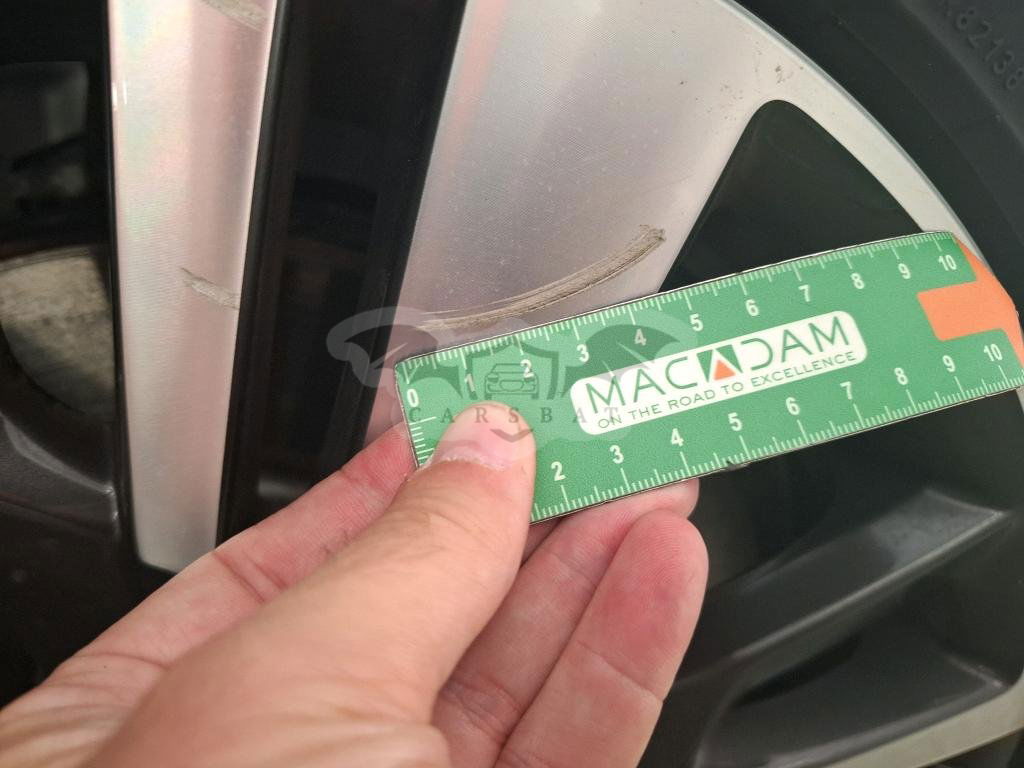 82138
0 1 2 3 4 5 6 7 8 9 10
MACADAM
ON THE ROAD TO EXCELLENCE
2 3 4 5 6 7 8 9 10
CARSBAT